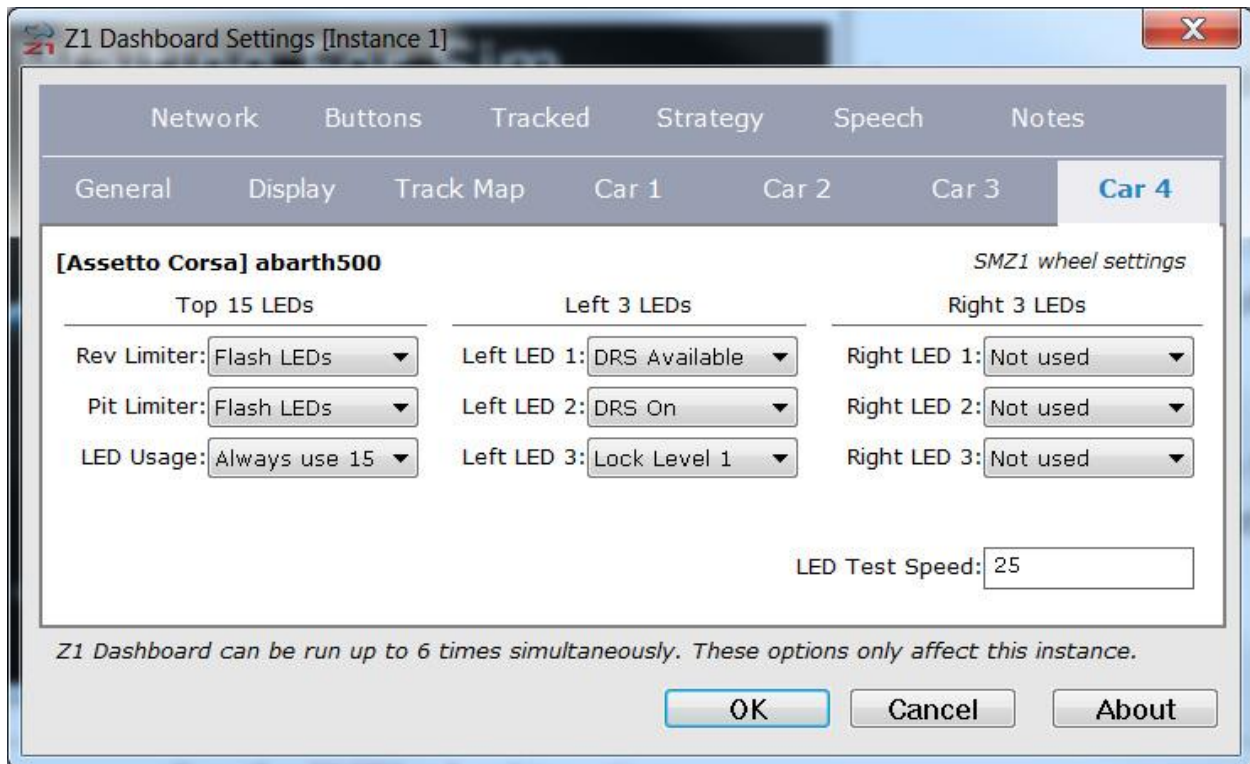 Z1 Dashboard Settings [Instance 1]
Network Buttons Tracked Strategy Speech Notes
General Display Track Map Car 1 Car 2 Car 3 Car 4
[Assetto Corsa] abarth500 SMZ1 wheel settings
Top 15 LEDs Left 3 LEDs Right 3 LEDs
Rev Limiter: Flash LEDs Left LED 1: DRS Available Right LED 1: Not used
Pit Limiter: Flash LEDs Left LED 2: DRS On Right LED 2: Not used
LED Usage: Always use 15 Left LED 3: Lock Level 1 Right LED 3: Not used
LED Test Speed: 25
Z1 Dashboard can be run up to 6 times simultaneously. These options only affect this instance.
OK Cancel About